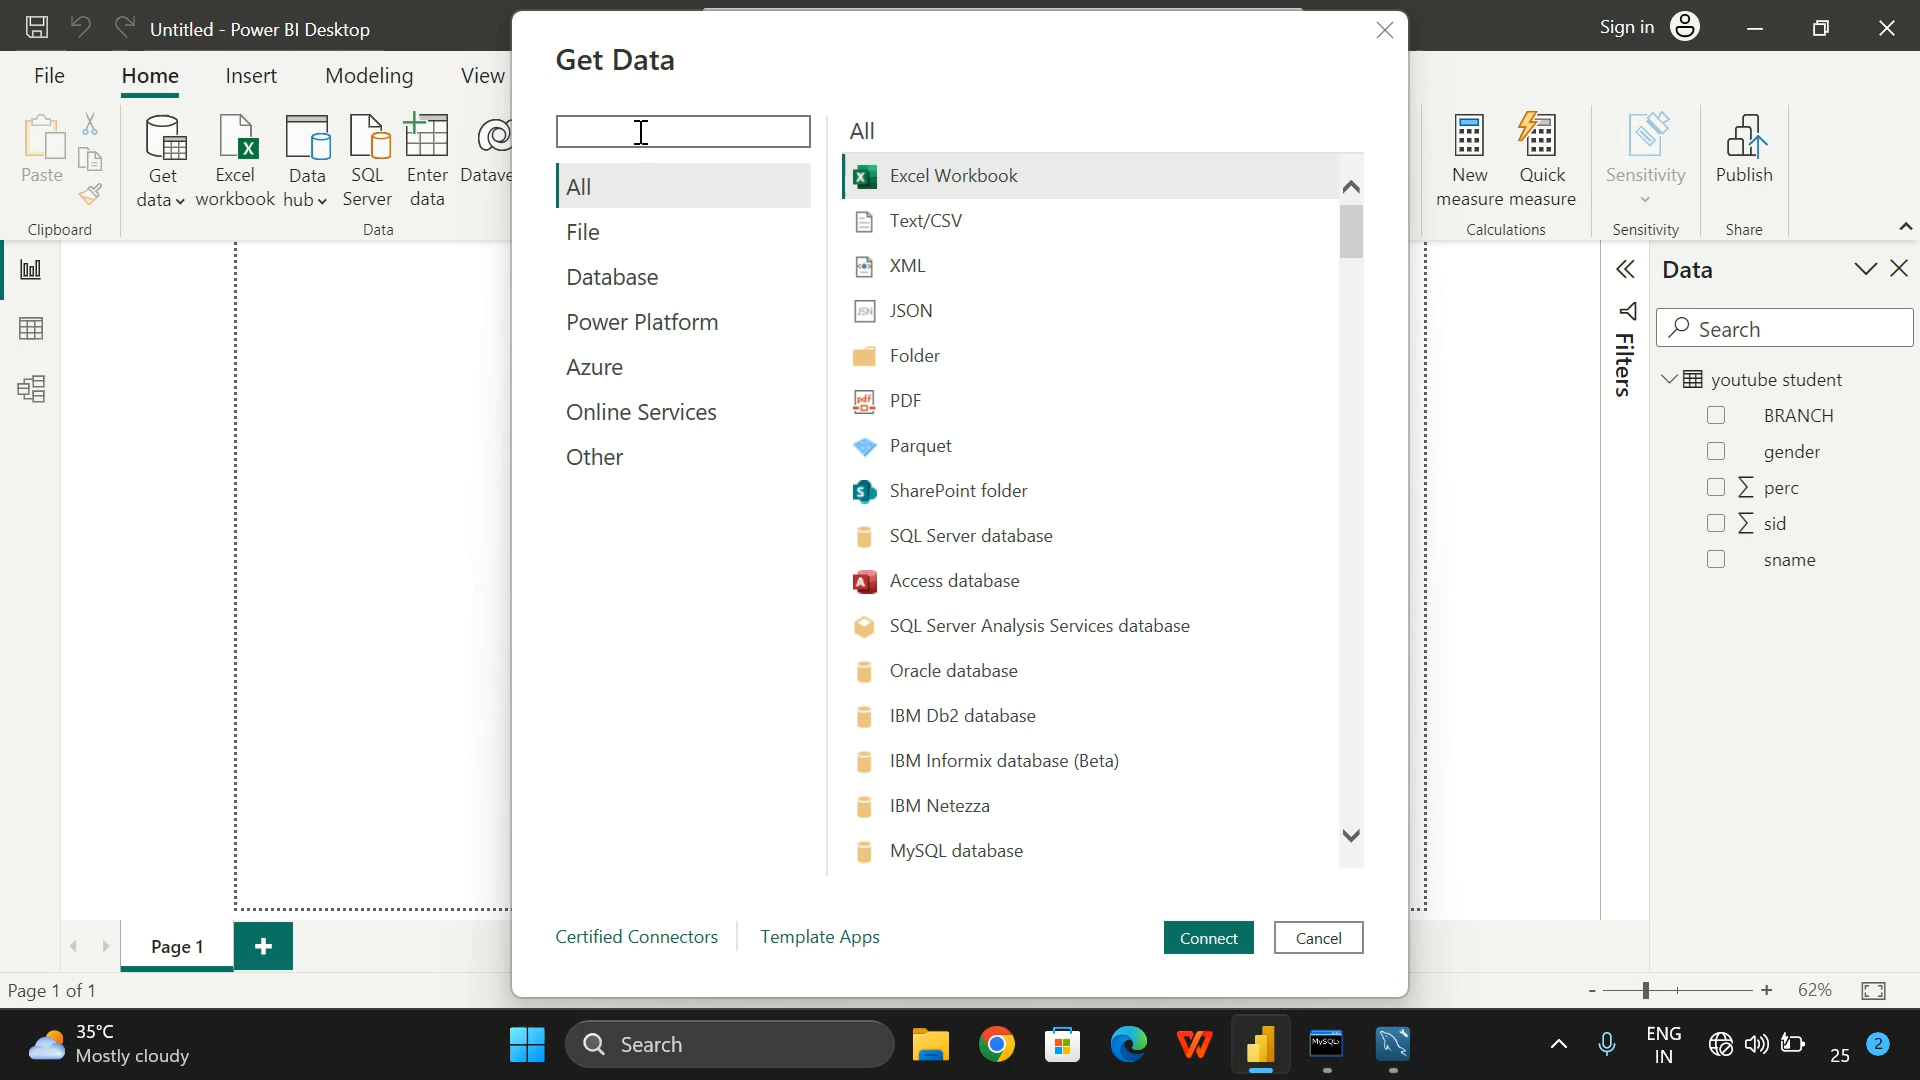 Untitled - Power BI Desktop
Sign in
File
Home
Insert
Modeling
View
Paste
Get data
Excel workbook
Data hub
SQL Server
Enter data
Datave
New measure
Quick measure
Sensitivity
Publish
Clipboard
Data
Calculations
Sensitivity
Share
Get Data
All
File
Database
Power Platform
Azure
Online Services
Other
All
Excel Workbook
Text/CSV
XML
JSON
Folder
PDF
Parquet
SharePoint folder
SQL Server database
Access database
SQL Server Analysis Services database
Oracle database
IBM Db2 database
IBM Informix database (Beta)
IBM Netezza
MySQL database
Certified Connectors
Template Apps
Connect
Cancel
Filters
Data
Search
youtube student
BRANCH
gender
perc
sid
sname
Page 1
Page 1 of 1
62%
35°C
Mostly cloudy
Search
ENG
IN
25
2